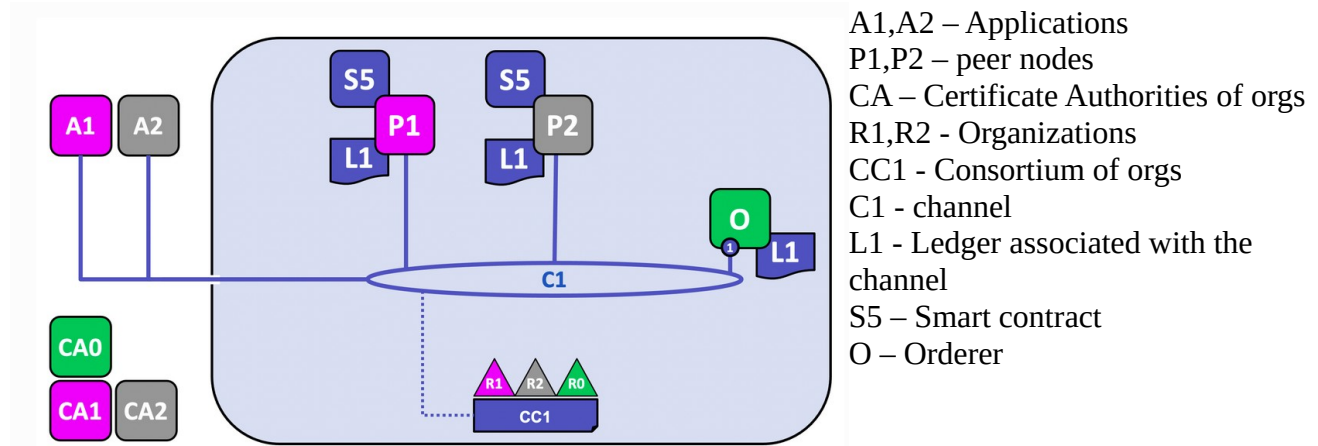 S5
S5
A1
A2
P1
P2
L1
L1
O
1
L1
C1
CA0
CA1
CA2
R1
R2
R0
CC1
A1,A2 – Applications
P1,P2 – peer nodes
CA – Certificate Authorities of orgs
R1,R2 - Organizations
CC1 - Consortium of orgs
C1 - channel
L1 - Ledger associated with the
channel
S5 – Smart contract
O – Orderer